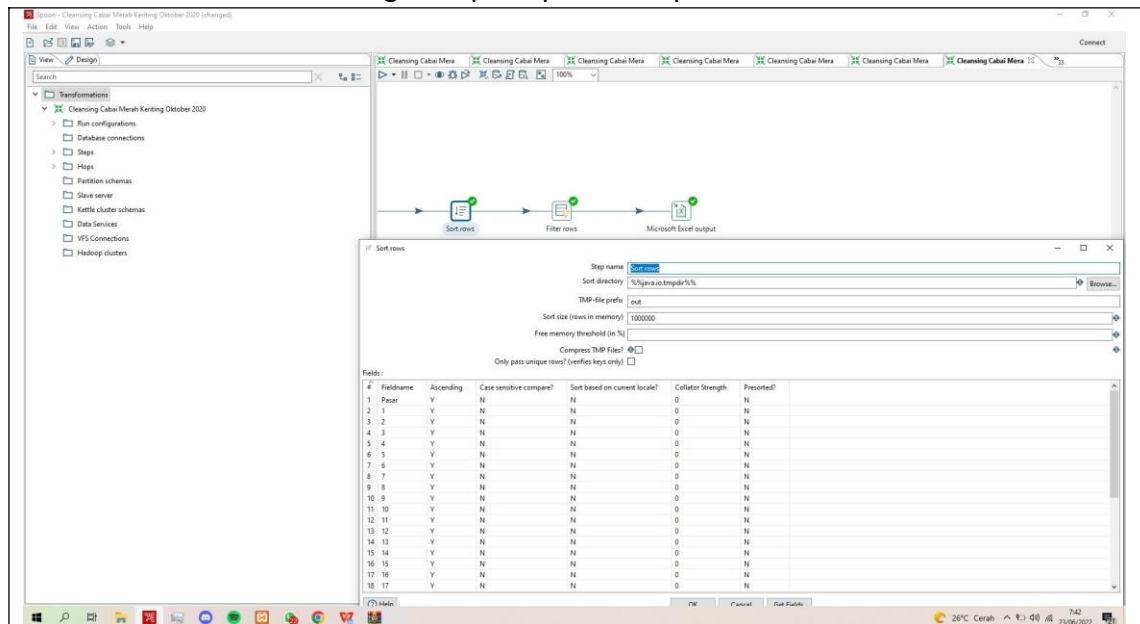 Spoon - Cleansing Cabai Merah Keriting Oktober 2020 (changed)
File Edit View Action Tools Help
Connect
View Design
Search
Transformations
Cleansing Cabai Merah Keriting Oktober 2020
Run configurations
Database connections
Steps
Hops
Partition schemas
Slave server
Kettle cluster schemas
Data Services
VFS Connections
Hadoop clusters
Cleansing Cabai Mera Cleansing Cabai Mera Cleansing Cabai Mera Cleansing Cabai Mera Cleansing Cabai Mera Cleansing Cabai Mera Cleansing Cabai Mera
100%
Sort rows Filter rows Microsoft Excel output
Sort rows
Step name Sort rows
Sort directory %%java.io.tmpdir%% Browse...
TMP-file prefix out
Sort size (rows in memory) 1000000
Free memory threshold (in %)
Compress TMP Files?
Only pass unique rows? (verifies keys only)
Fields :
# Fieldname Ascending Case sensitive compare? Sort based on current locale? Collator Strength Presorted?
1 Pasar Y N N 0 N
2 1 Y N N 0 N
3 2 Y N N 0 N
4 3 Y N N 0 N
5 4 Y N N 0 N
6 5 Y N N 0 N
7 6 Y N N 0 N
8 7 Y N N 0 N
9 8 Y N N 0 N
10 9 Y N N 0 N
11 10 Y N N 0 N
12 11 Y N N 0 N
13 12 Y N N 0 N
14 13 Y N N 0 N
15 14 Y N N 0 N
16 15 Y N N 0 N
17 16 Y N N 0 N
18 17 Y N N 0 N
Help OK Cancel Get Fields
26°C Cerah 7:42
23/06/2022